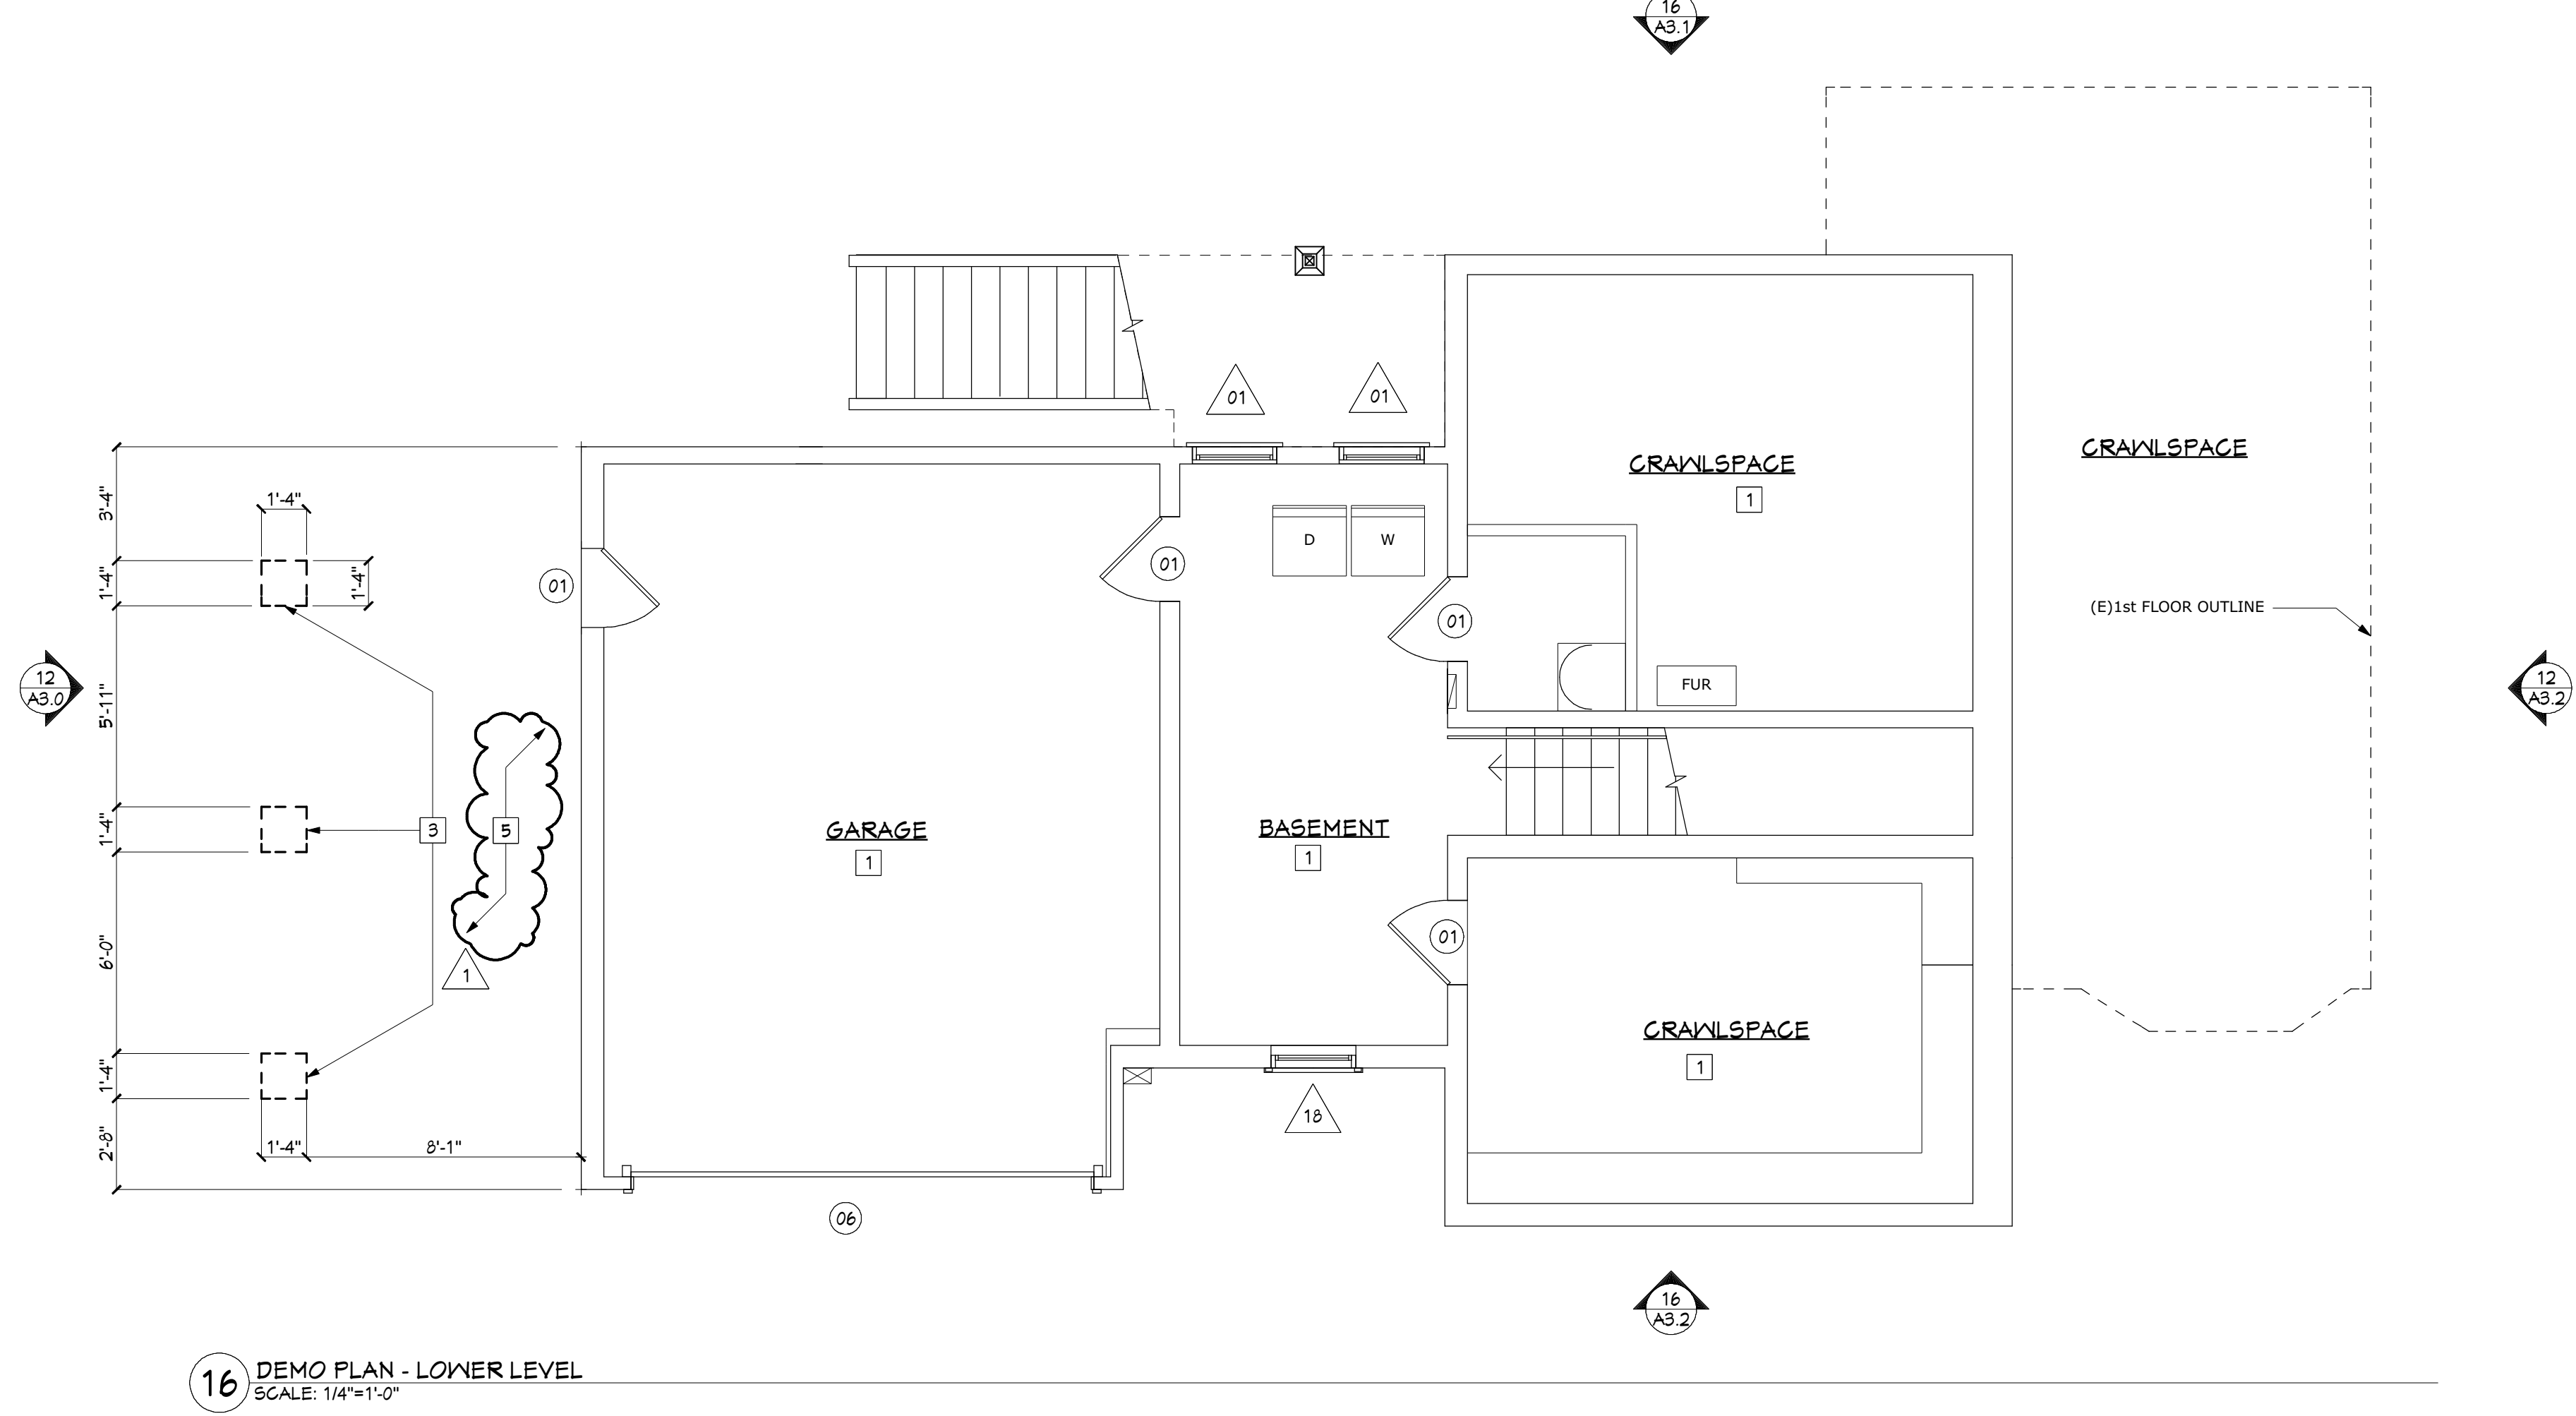 16
A3.1
01
01
CRAWLSPACE
CRAWLSPACE
1
3'-4"
1'-4"
1'-4"
1'-4"
01
01
D
W
01
(E)1st FLOOR OUTLINE
12
A3.0
5'-11"
FUR
12
A3.2
1'-4"
3
5
GARAGE
1
BASEMENT
1
6'-0"
1
01
CRAWLSPACE
1
1'-4"
18
2'-8"
1'-4"
8'-1"
06
16
A3.2
16
DEMO PLAN - LOWER LEVEL
SCALE: 1/4"=1'-0"